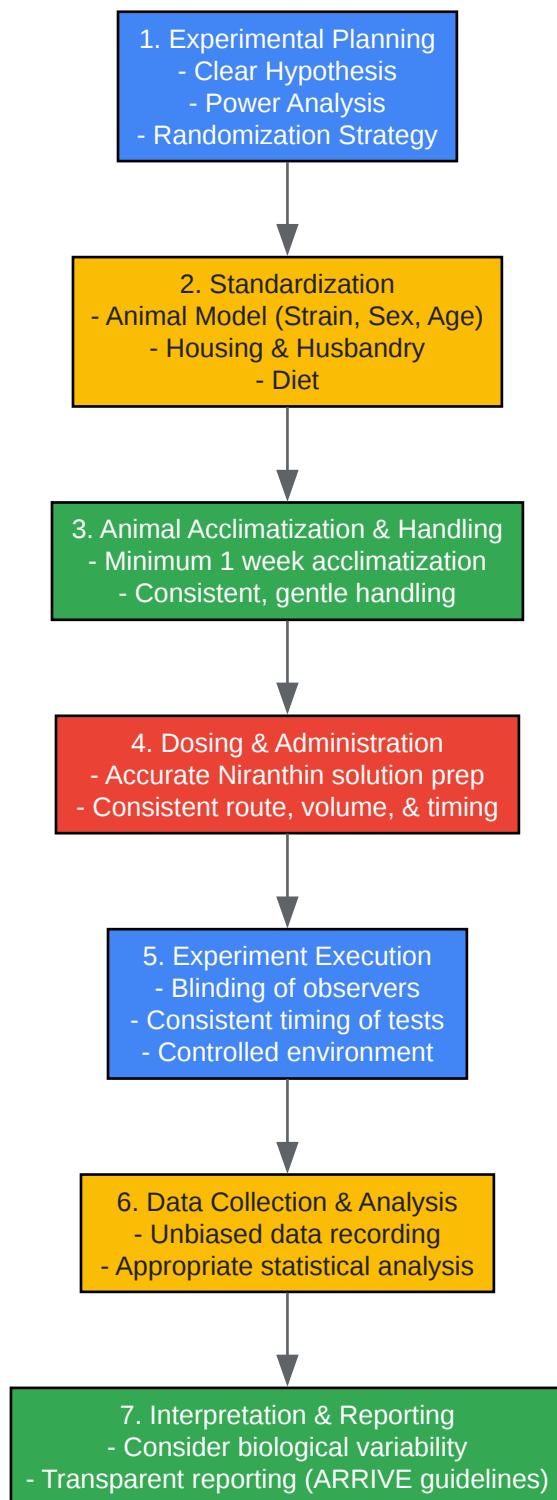 1. Experimental Planning
- Clear Hypothesis
- Power Analysis
- Randomization Strategy
2. Standardization
- Animal Model (Strain, Sex, Age)
- Housing & Husbandry
- Diet
3. Animal Acclimatization & Handling
- Minimum 1 week acclimatization
- Consistent, gentle handling
4. Dosing & Administration
- Accurate Niranthin solution prep
- Consistent route, volume, & timing
5. Experiment Execution
- Blinding of observers
- Consistent timing of tests
- Controlled environment
6. Data Collection & Analysis
- Unbiased data recording
- Appropriate statistical analysis
7. Interpretation & Reporting
- Consider biological variability
- Transparent reporting (ARRIVE guidelines)